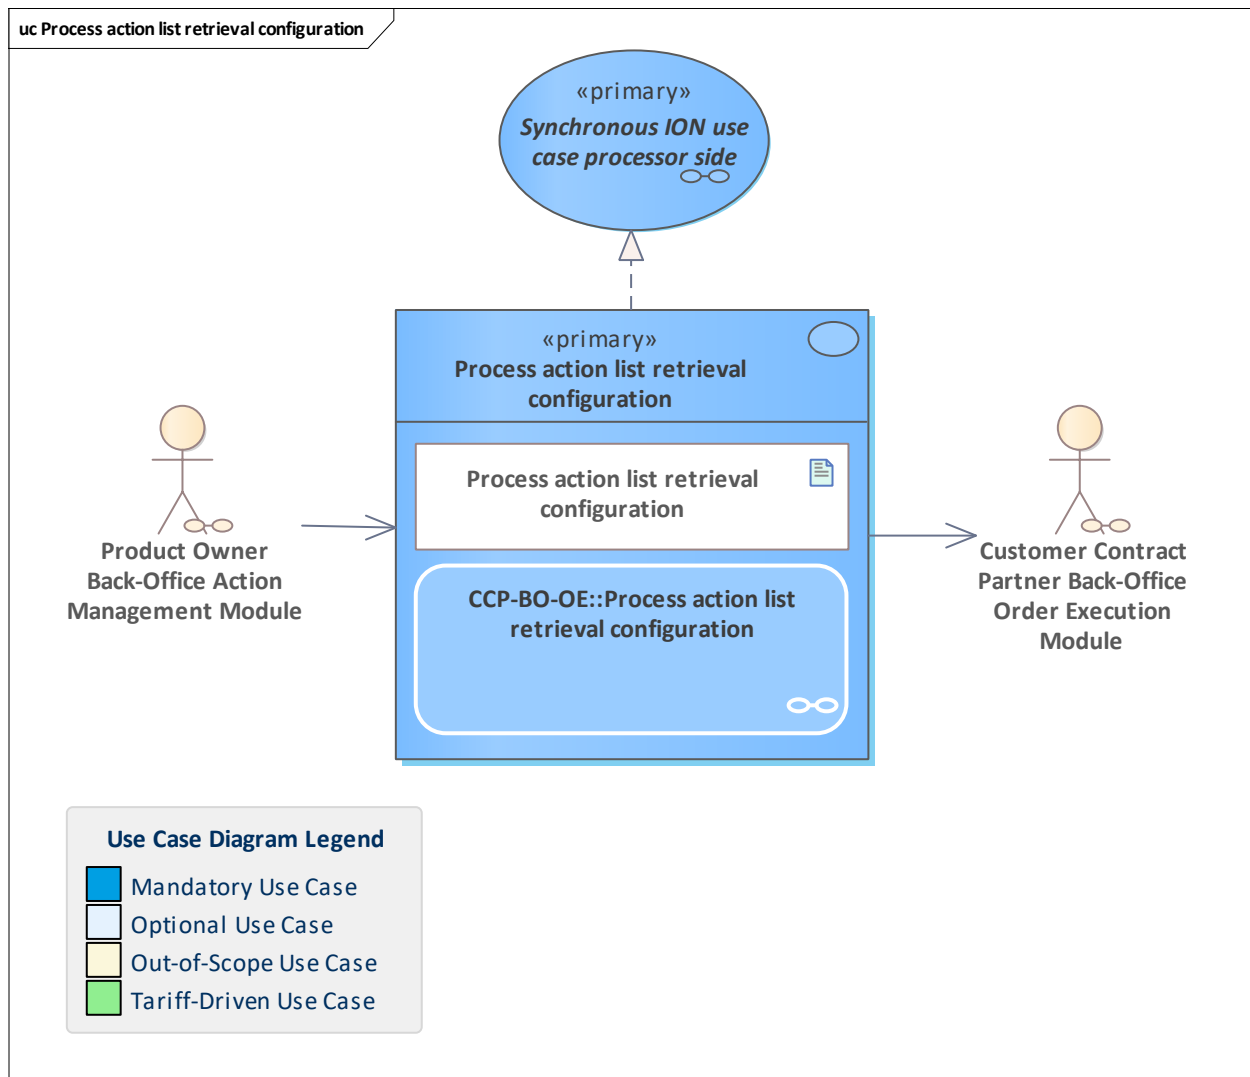 uc Process action list retrieval configuration
«primary»
Synchronous ION use
case processor side
«primary»
Process action list retrieval
configuration
Process action list retrieval
configuration
CCP-BO-OE::Process action list
retrieval configuration
Product Owner
Back-Office Action
Management Module
Customer Contract
Partner Back-Office
Order Execution
Module
Use Case Diagram Legend
Mandatory Use Case
Optional Use Case
Out-of-Scope Use Case
Tariff-Driven Use Case